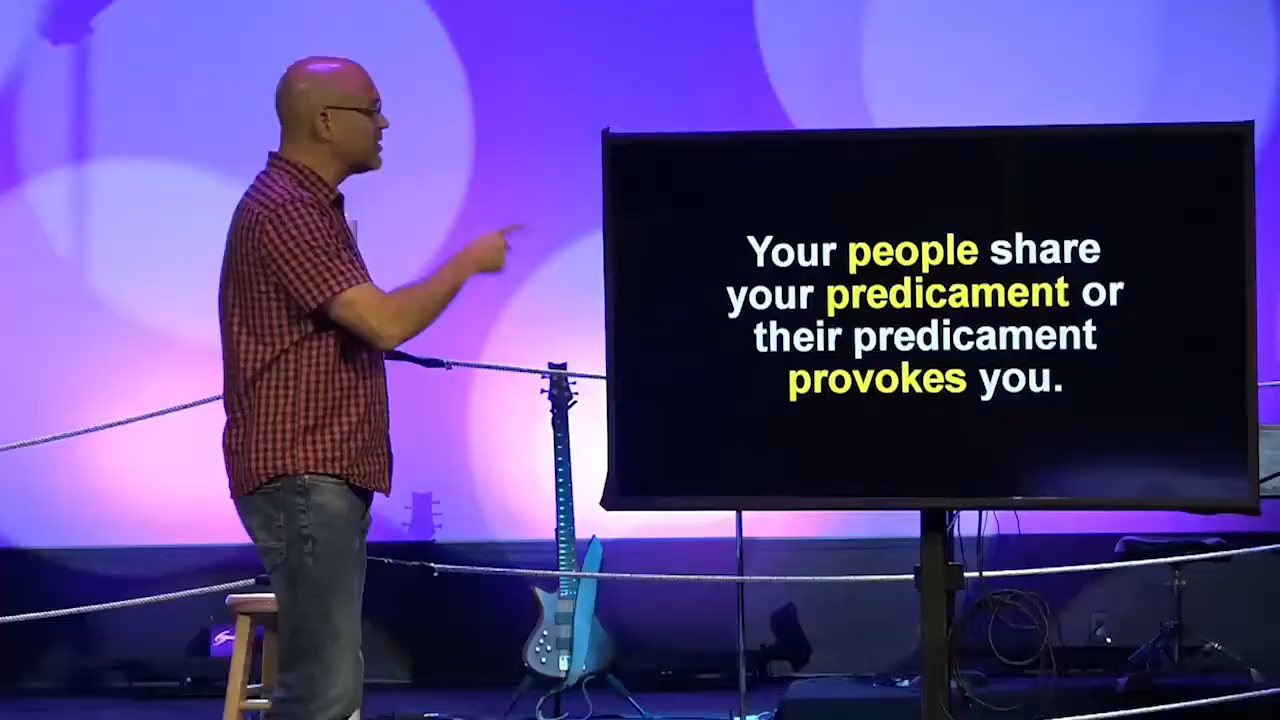 Your people share
your predicament or
their predicament
provokes you.